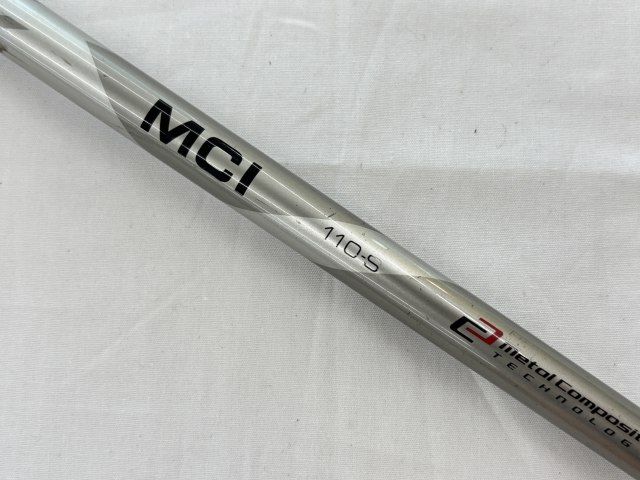 MCI
110-S
metal Composit
TECHNOLOG